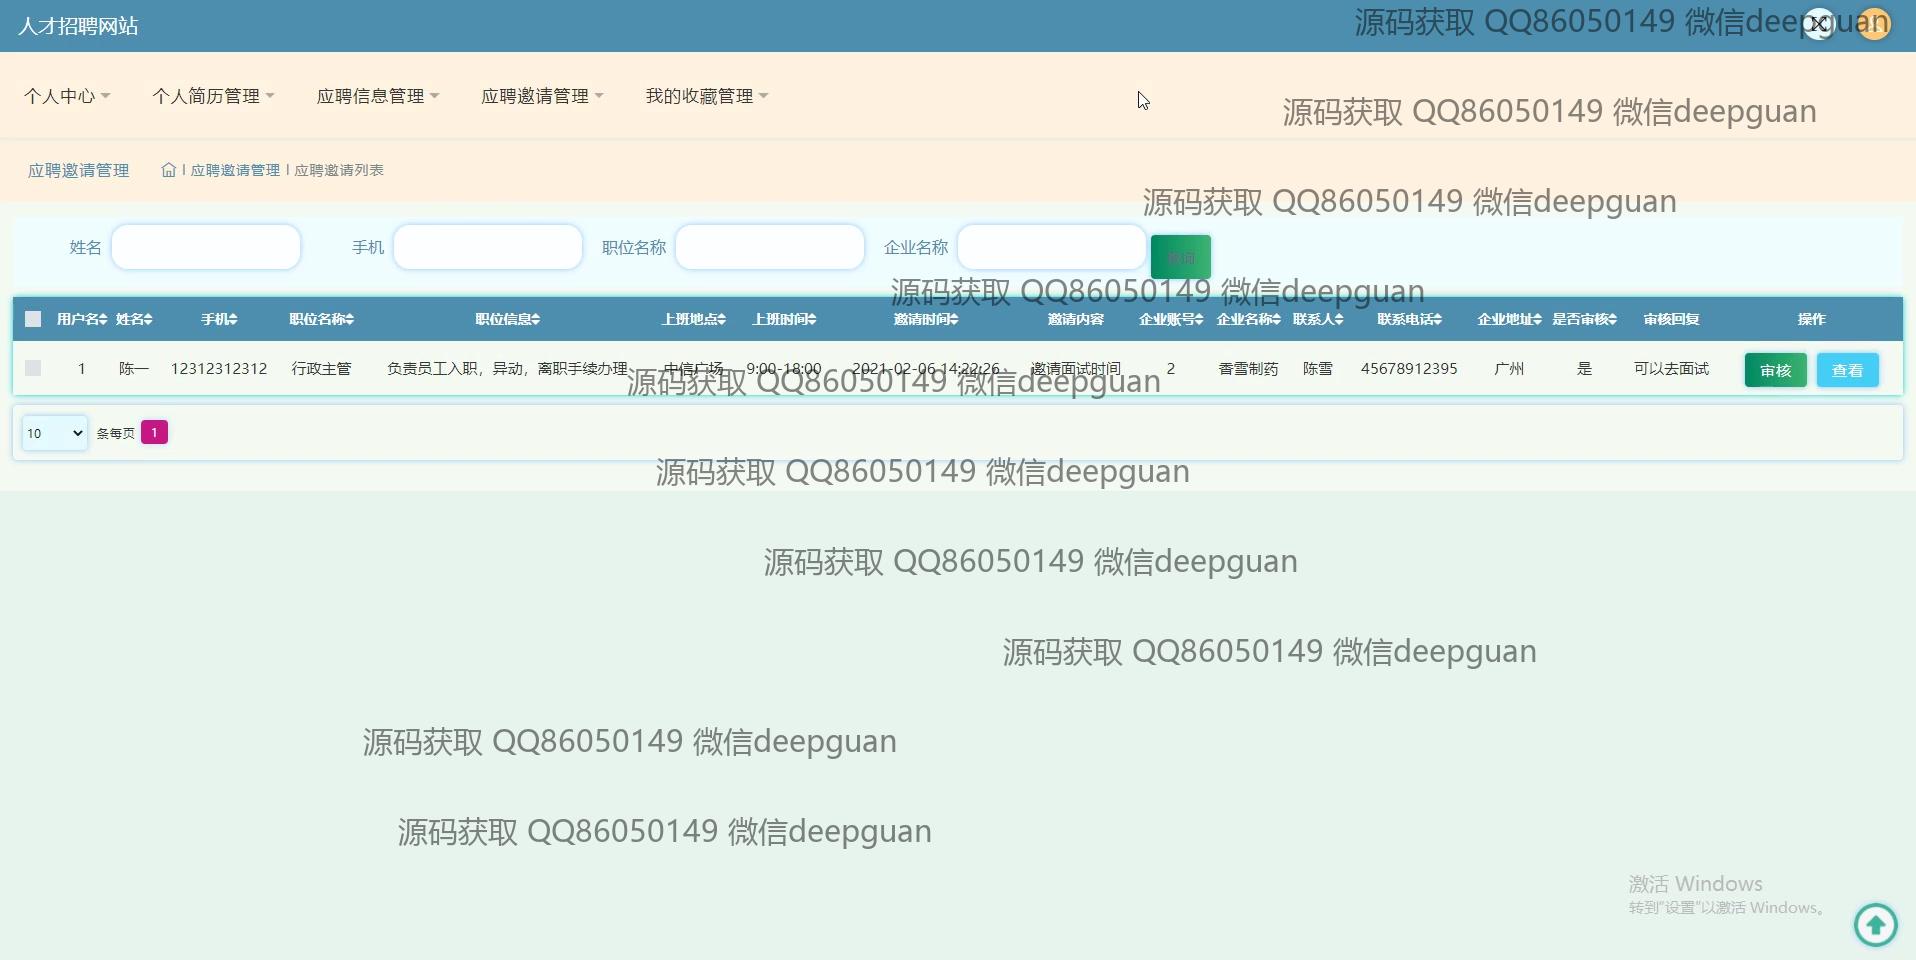 人才招聘网站
源码获取 QQ86050149 微信deepguan
个人中心 个人简历管理 应聘信息管理 应聘邀请管理 我的收藏管理
源码获取 QQ86050149 微信deepguan
应聘邀请管理 | 应聘邀请管理 | 应聘邀请列表
源码获取 QQ86050149 微信deepguan
姓名 手机 职位名称 企业名称 查询
源码获取 QQ86050149 微信deepguan
用户名 姓名 手机 职位名称 职位信息 上班地点 上班时间 邀请时间 邀请内容 企业账号 企业名称 联系人 联系电话 企业地址 是否审核 审核回复 操作
1 陈一 12312312312 行政主管 负责员工入职，异动，离职手续办理 中信广场 9:00-18:00 2021-02-06 14:22:26 邀请面试时间 2 香雪制药 陈雪 45678912395 广州 是 可以去面试 审核 查看
源码获取 QQ86050149 微信deepguan
10 条每页 1
源码获取 QQ86050149 微信deepguan
源码获取 QQ86050149 微信deepguan
源码获取 QQ86050149 微信deepguan
源码获取 QQ86050149 微信deepguan
源码获取 QQ86050149 微信deepguan
激活 Windows
转到"设置"以激活 Windows。